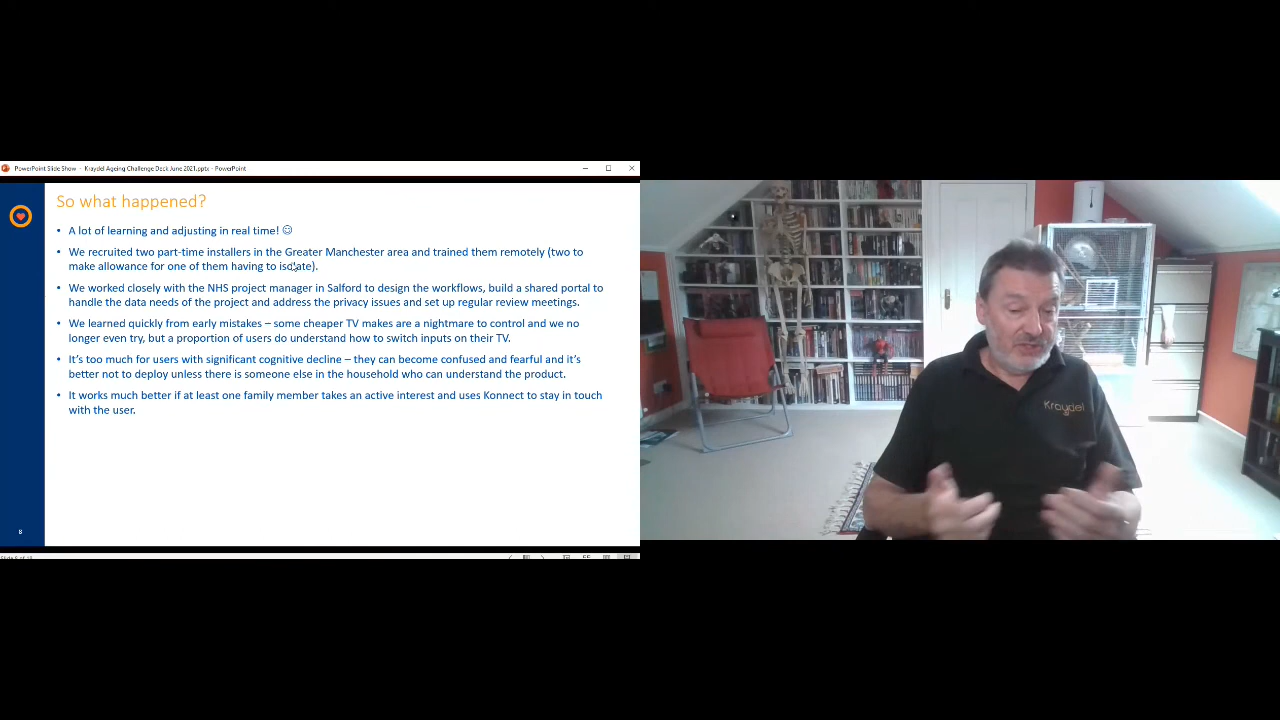 PowerPoint Slide Show - Kraydel Ageing Challenge Deck June 2021.pptx - PowerPoint
So what happened?
• A lot of learning and adjusting in real time! ☺
• We recruited two part-time installers in the Greater Manchester area and trained them remotely (two to
make allowance for one of them having to isolate).
• We worked closely with the NHS project manager in Salford to design the workflows, build a shared portal to
handle the data needs of the project and address the privacy issues and set up regular review meetings.
• We learned quickly from early mistakes – some cheaper TV makes are a nightmare to control and we no
longer even try, but a proportion of users do understand how to switch inputs on their TV.
• It's too much for users with significant cognitive decline – they can become confused and fearful and it's
better not to deploy unless there is someone else in the household who can understand the product.
• It works much better if at least one family member takes an active interest and uses Konnect to stay in touch
with the user.
8
Kraydel